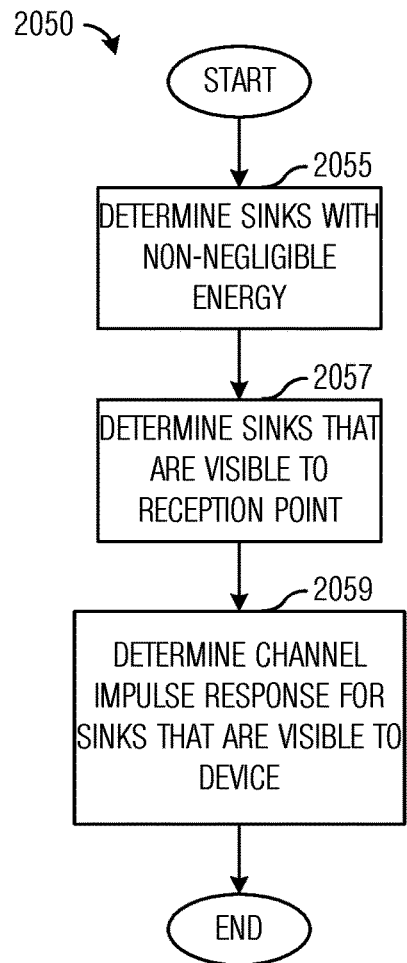 2050
START
2055
DETERMINE SINKS WITH
NON-NEGLIGIBLE
ENERGY
2057
DETERMINE SINKS THAT
ARE VISIBLE TO
RECEPTION POINT
2059
DETERMINE CHANNEL
IMPULSE RESPONSE FOR
SINKS THAT ARE VISIBLE TO
DEVICE
END